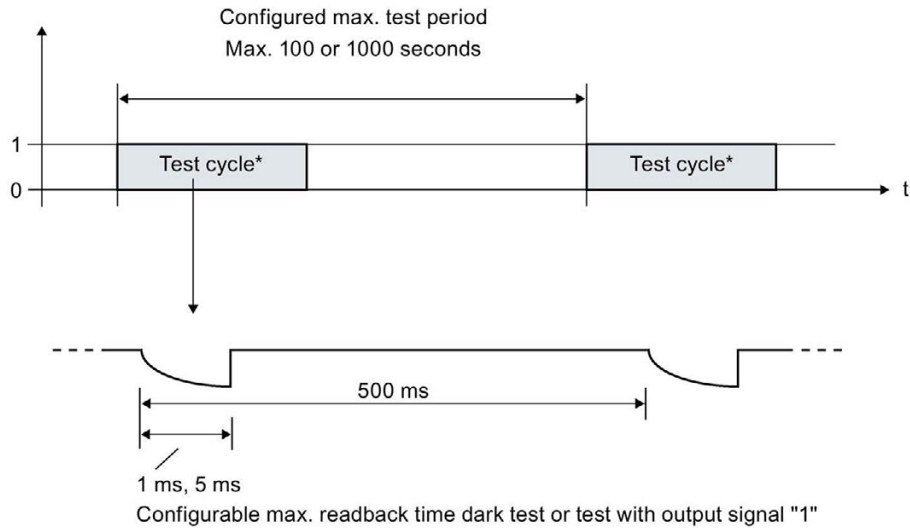 Configured max. test period
Max. 100 or 1000 seconds
1
Test cycle*
Test cycle*
0
t
500 ms
1 ms, 5 ms
Configurable max. readback time dark test or test with output signal "1"